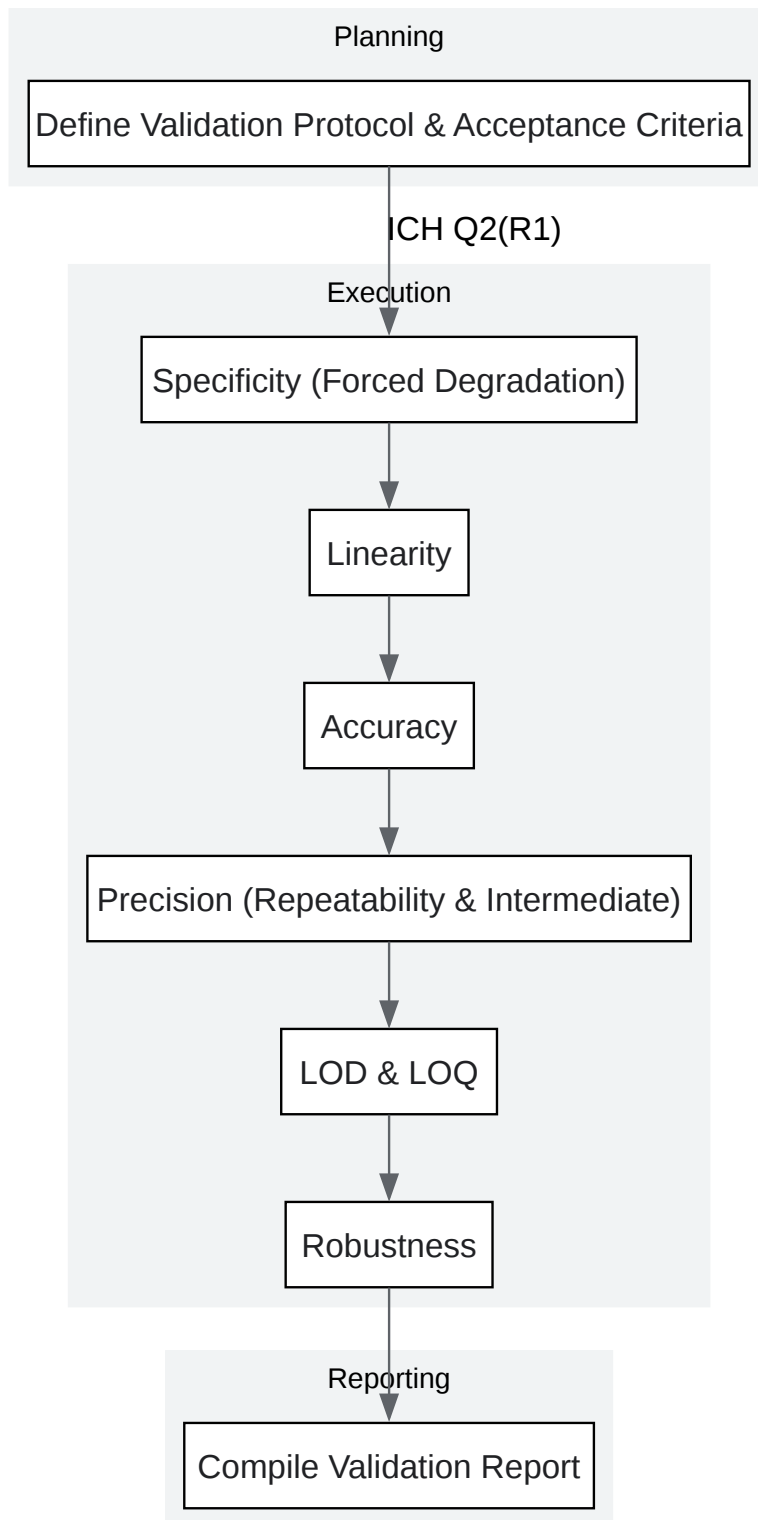 Planning
Define Validation Protocol & Acceptance Criteria
ICH Q2(R1)
Execution
Specificity (Forced Degradation)
Linearity
Accuracy
Precision (Repeatability & Intermediate)
LOD & LOQ
Robustness
Reporting
Compile Validation Report